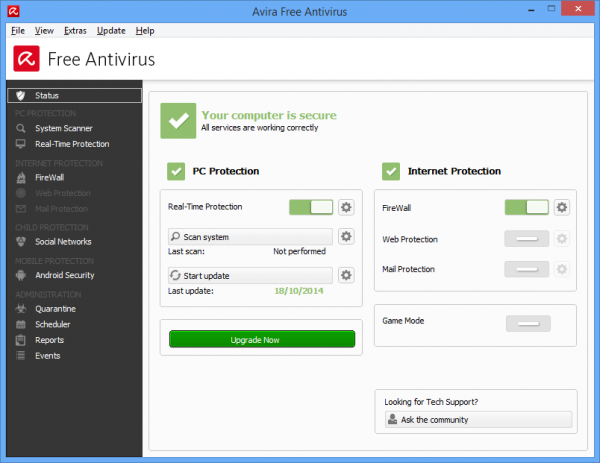 Avira Free Antivirus
File View Extras Update Help
Free Antivirus
Status
PC PROTECTION
System Scanner
Real-Time Protection
INTERNET PROTECTION
FireWall
Web Protection
Mail Protection
CHILD PROTECTION
Social Networks
MOBILE PROTECTION
Android Security
ADMINISTRATION
Quarantine
Scheduler
Reports
Events
Your computer is secure
All services are working correctly
PC Protection
Real-Time Protection
Scan system
Last scan: Not performed
Start update
Last update: 18/10/2014
Upgrade Now
Internet Protection
FireWall
Web Protection
Mail Protection
Game Mode
Looking for Tech Support?
Ask the community